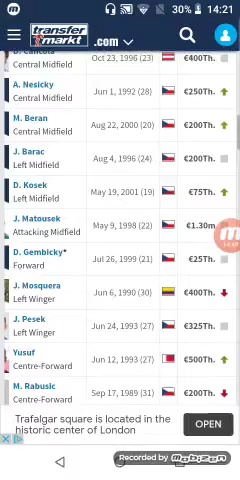 30% 14:21
transfermarkt .com
D. Cancola Oct 23, 1996 (23) €400Th.
Central Midfield
A. Nesicky Jun 1, 1992 (28) €250Th.
Central Midfield
M. Beran Aug 22, 2000 (20) €200Th.
Central Midfield
J. Barac Aug 4, 1996 (24) €200Th.
Left Midfield
D. Kosek May 19, 2001 (19) €75Th.
Left Midfield
J. Matousek May 9, 1998 (22) €1.30m
Attacking Midfield
D. Gembicky* Jul 26, 1999 (21) €25Th.
Forward
J. Mosquera Jun 6, 1990 (30) €400Th.
Left Winger
J. Pesek Jun 24, 1993 (27) €325Th.
Left Winger
Yusuf Jun 12, 1993 (27) €500Th.
Centre-Forward
M. Rabusic Sep 17, 1989 (31) €200Th.
Centre-Forward
Trafalgar square is located in the
historic center of London
OPEN
Recorded by mobizen